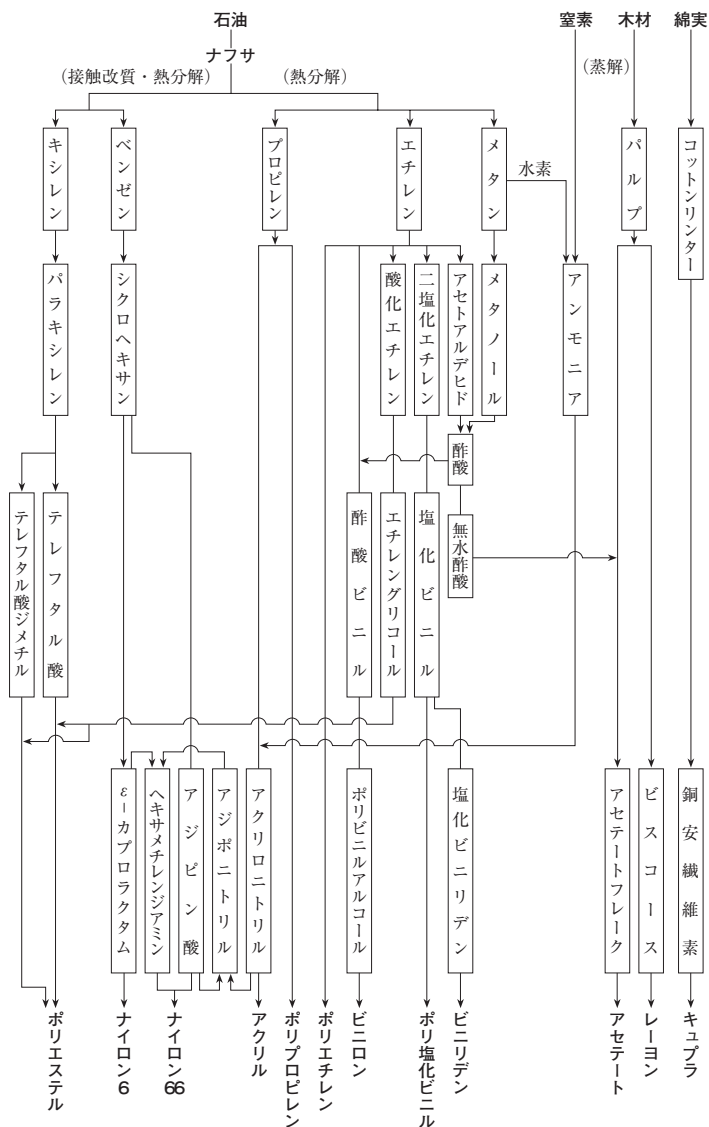 石油
窒素
木材
綿実
ナフサ
(接触改質・熱分解)
(熱分解)
(蒸解)
キシレン
ベンゼン
プロピレン
エチレン
メタン
水素
パルプ
コットンリンター
パラキシレン
シクロヘキサン
酸化エチレン
二塩化エチレン
アセトアルデヒド
メタノール
アンモニア
酢酸
テレフタル酸ジメチル
テレフタル酸
酢酸ビニル
エチレングリコール
塩化ビニル
無水酢酸
ε−カプロラクタム
ヘキサメチレンジアミン
アジピン酸
アジポニトリル
アクリロニトリル
ポリビニルアルコール
塩化ビニリデン
アセテートフレーク
ビスコース
銅安繊維素
ポリエステル
ナイロン6
ナイロン66
アクリル
ポリプロピレン
ポリエチレン
ビニロン
ポリ塩化ビニル
ビニリデン
アセテート
レーヨン
キュプラ